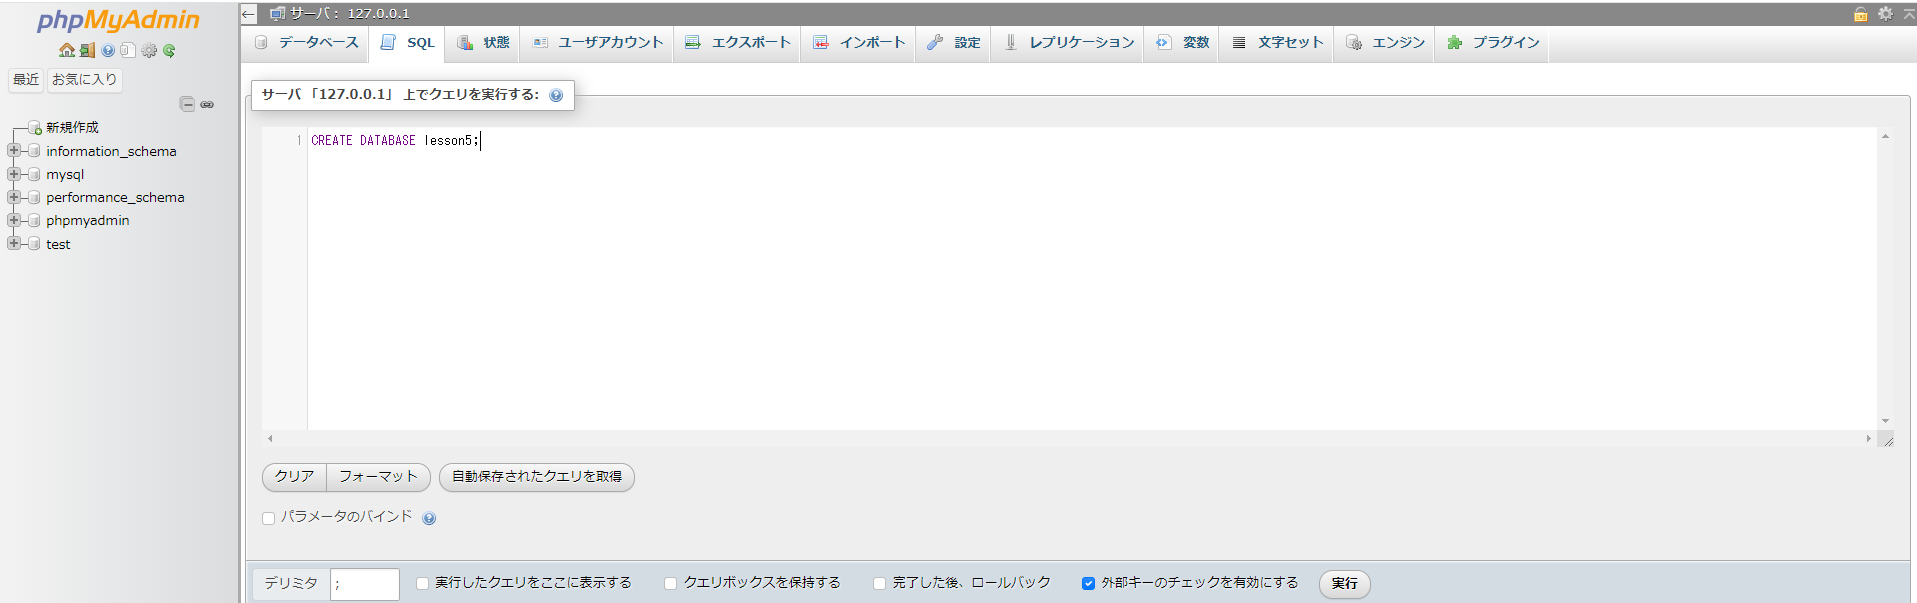 phpMyAdmin
最近 お気に入り
新規作成
information_schema
mysql
performance_schema
phpmyadmin
test
サーバ： 127.0.0.1
データベース SQL 状態 ユーザアカウント エクスポート インポート 設定 レプリケーション 変数 文字セット エンジン プラグイン
サーバ 「127.0.0.1」 上でクエリを実行する:
1 CREATE DATABASE lesson5;
クリア フォーマット 自動保存されたクエリを取得
パラメータのバインド
デリミタ ; 実行したクエリをここに表示する クエリボックスを保持する 完了した後、ロールバック 外部キーのチェックを有効にする 実行